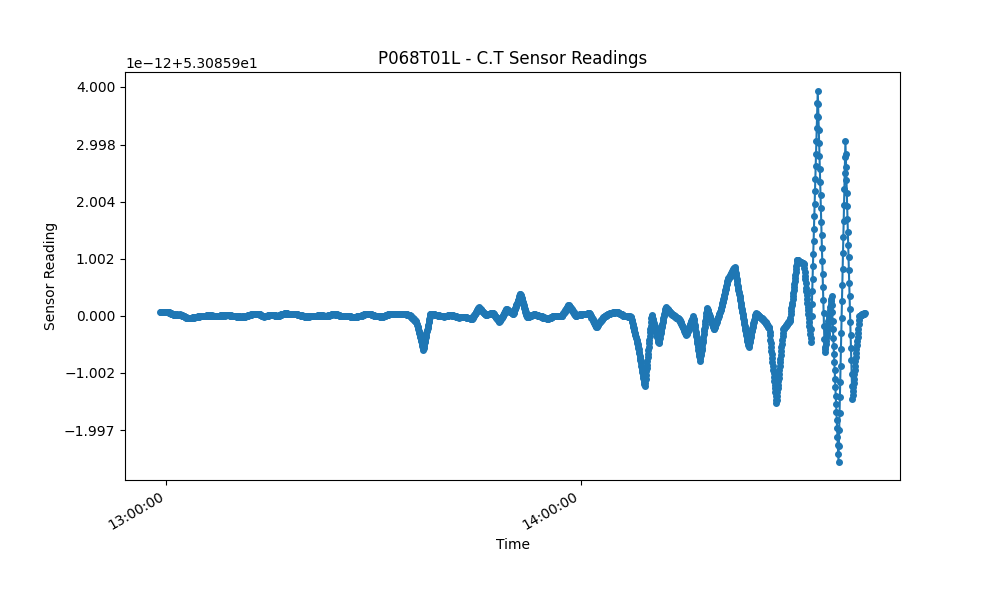 P068T01L - C.T Sensor Readings
1e−12+5.30859e1
4.000
2.998
2.004
1.002
0.000
−1.002
−1.997
Sensor Reading
13:00:00
14:00:00
Time